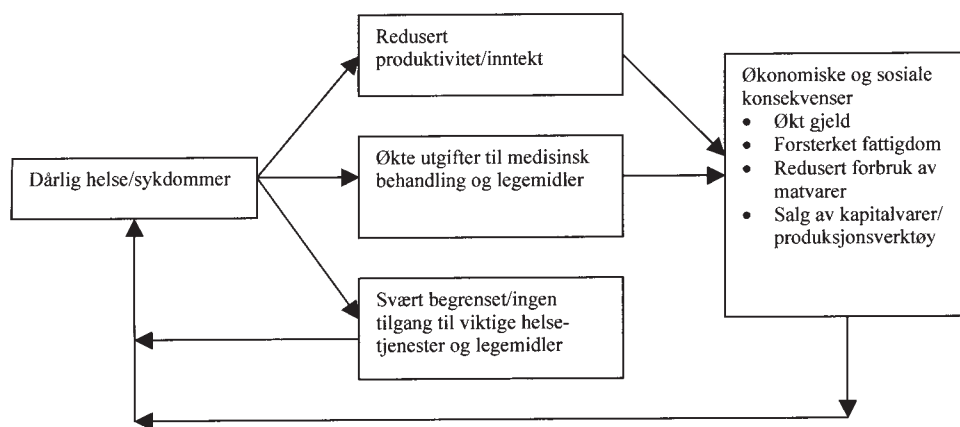 Redusert
produktivitet/inntekt
Økonomiske og sosiale
konsekvenser
• Økt gjeld
• Forsterket fattigdom
• Redusert forbruk av
matvarer
• Salg av kapitalvarer/
produksjonsverktøy
Dårlig helse/sykdommer
Økte utgifter til medisinsk
behandling og legemidler
Svært begrenset/ingen
tilgang til viktige helse-
tjenester og legemidler